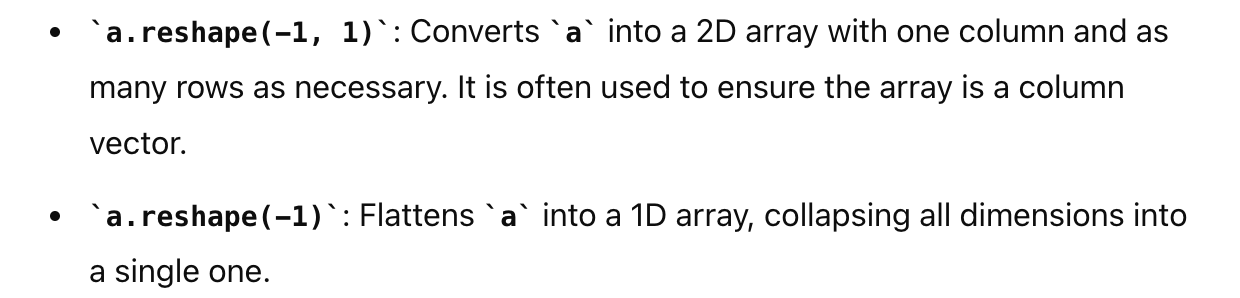 • `a.reshape(−1, 1)`: Converts `a` into a 2D array with one column and as
many rows as necessary. It is often used to ensure the array is a column
vector.
• `a.reshape(−1)`: Flattens `a` into a 1D array, collapsing all dimensions into
a single one.